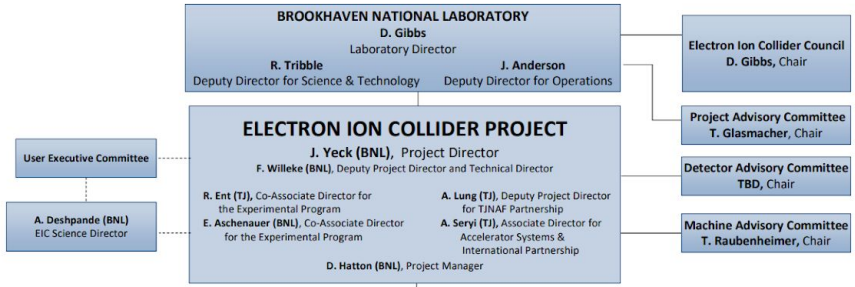 BROOKHAVEN NATIONAL LABORATORY
D. Gibbs
Laboratory Director
R. Tribble
Deputy Director for Science & Technology
J. Anderson
Deputy Director for Operations
Electron Ion Collider Council
D. Gibbs, Chair
Project Advisory Committee
T. Glasmacher, Chair
ELECTRON ION COLLIDER PROJECT
J. Yeck (BNL), Project Director
F. Willeke (BNL), Deputy Project Director and Technical Director
R. Ent (TJ), Co-Associate Director for
the Experimental Program
E. Aschenauer (BNL), Co-Associate Director
for the Experimental Program
A. Lung (TJ), Deputy Project Director
for TJNAF Partnership
A. Seryi (TJ), Associate Director for
Accelerator Systems &
International Partnership
D. Hatton (BNL), Project Manager
User Executive Committee
A. Deshpande (BNL)
EIC Science Director
Detector Advisory Committee
TBD, Chair
Machine Advisory Committee
T. Raubenheimer, Chair